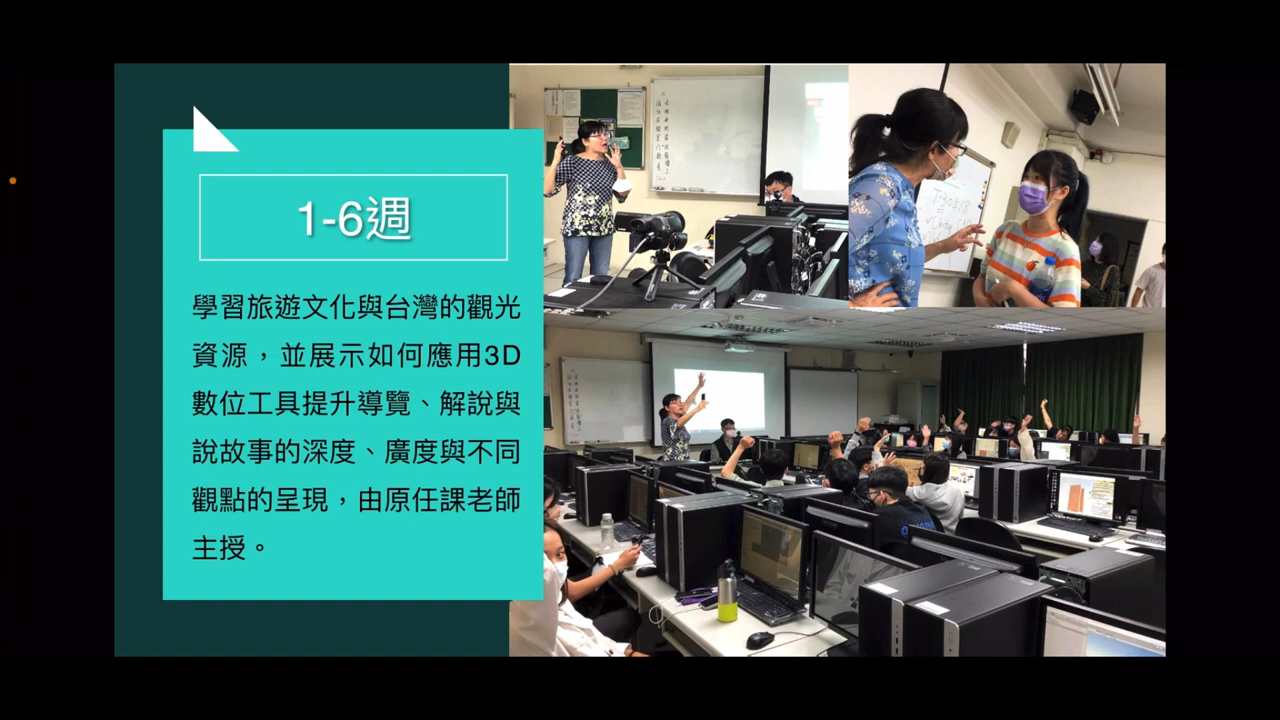 1-6週
學習旅遊文化與台灣的觀光
資源，並展示如何應用3D
數位工具提升導覽、解說與
說故事的深度、廣度與不同
觀點的呈現，由原任課老師
主授。